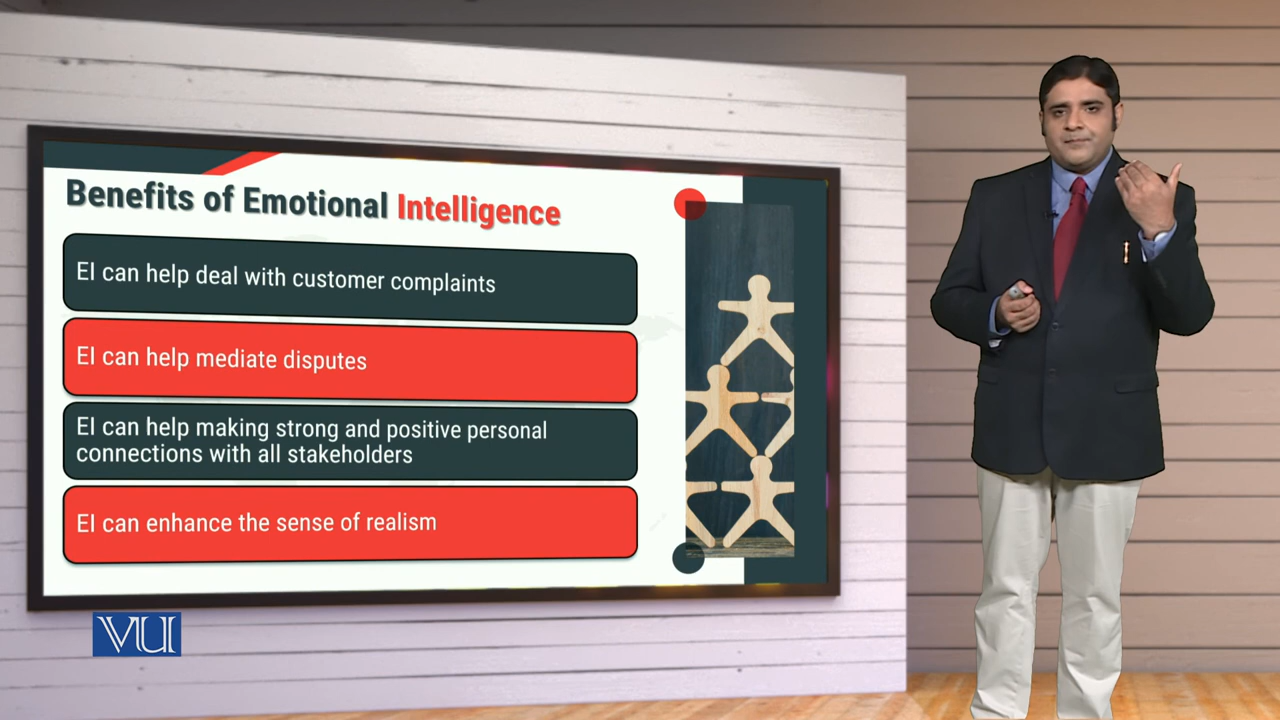 Benefits of Emotional Intelligence
EI can help deal with customer complaints
EI can help mediate disputes
EI can help making strong and positive personal
connections with all stakeholders
EI can enhance the sense of realism
VU